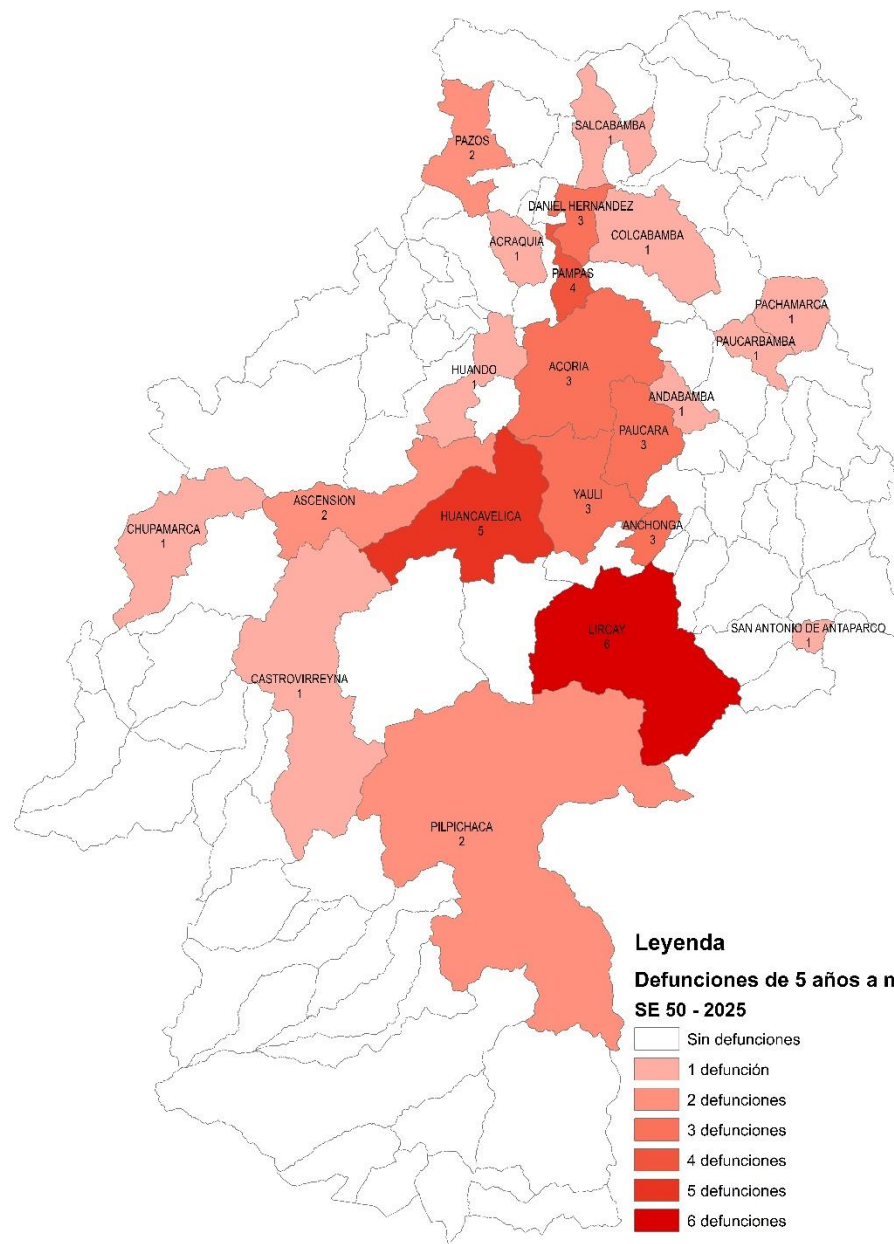 SALCABAMBA
1
PAZOS
2
DANIEL HERNANDEZ
3
ACRAQUIA
1
COLCABAMBA
1
PAMPAS
4
PACHAMARCA
1
PAUCARBAMBA
1
HUANDO
1
ACORIA
3
ANDABAMBA
1
PAUCARA
3
CHUPAMARCA
1
ASCENSION
2
HUANCAVELICA
5
YAULI
3
ANCHONGA
3
LIRCAY
6
SAN ANTONIO DE ANTAPARCO
1
CASTROVIRREYNA
1
PILPICHACA
2
Leyenda
Defunciones de 5 años a
SE 50 - 2025
Sin defunciones
1 defunción
2 defunciones
3 defunciones
4 defunciones
5 defunciones
6 defunciones